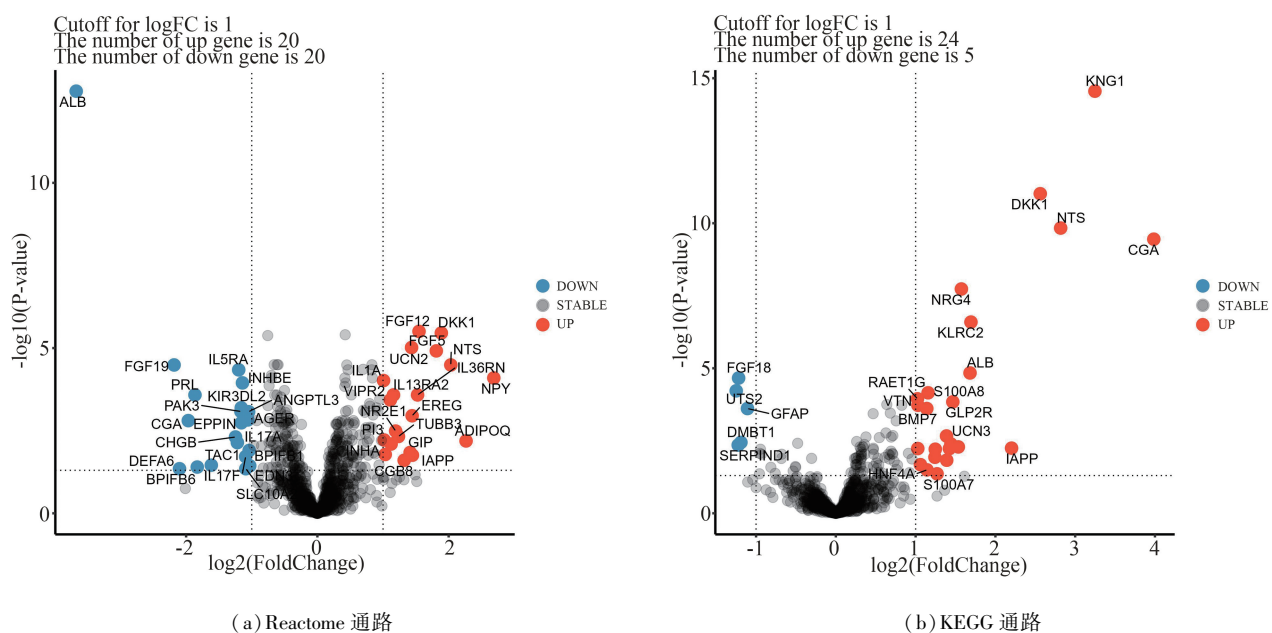 Cutoff for logFC is 1
The number of up gene is 20
The number of down gene is 20
-log10(P-value)
10
5
0
ALB
FGF12
DKK1
FGF5
UCN2
NTS
IL36RN
NPY
FGF19
IL5RA
INHBE
IL1A
PRL
KIR3DL2
ANGPTL3
VIPR2
IL13RA2
PAK3
NR2E1
EREG
CGA
EPPIN
AGER
TUBB3
CHGB
IL17A
PI3
GIP
ADIPOQ
DEFA6
TAC1
BPIFB1
INHA
IAPP
BPIFB6
IL17F
CGB8
SLC10A
-2
0
2
log2(FoldChange)
DOWN
STABLE
UP
(a) Reactome 通路
Cutoff for logFC is 1
The number of up gene is 24
The number of down gene is 5
-log10(P-value)
15
10
5
0
KNG1
DKK1
NTS
CGA
NRG4
KLRC2
ALB
FGF18
RAET1G
S100A8
UTS2
VTN
GFAP
BMP7
GLP2R
DMBT1
UCN3
SERPIND1
IAPP
HNF4A
S100A7
-1
0
1
2
3
4
log2(FoldChange)
DOWN
STABLE
UP
(b) KEGG 通路